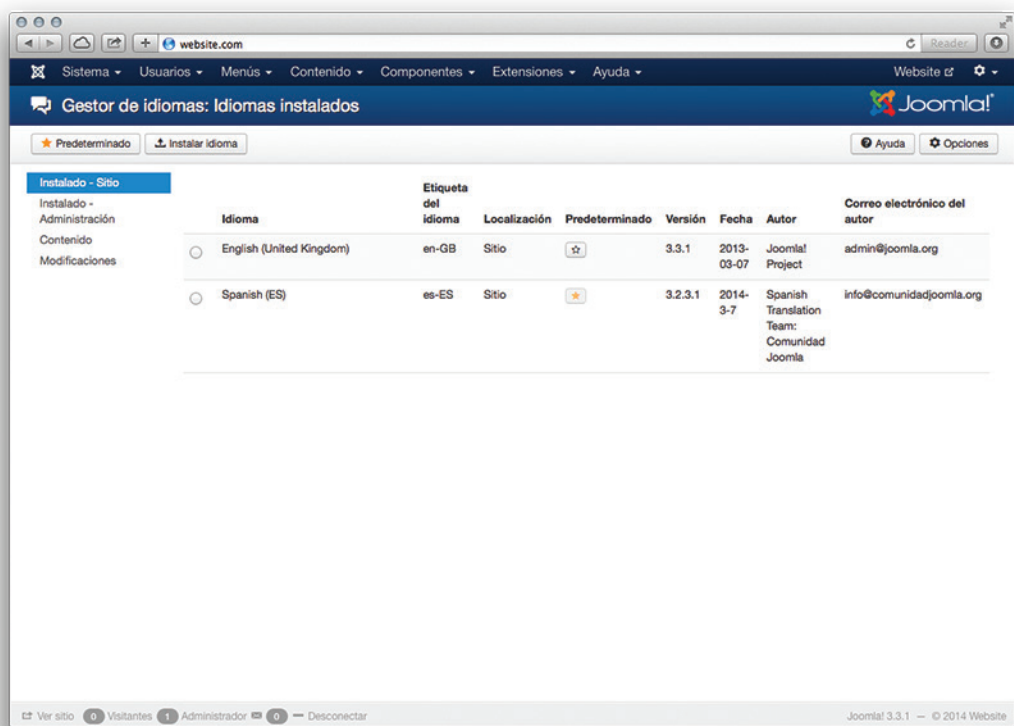 website.com
Reader
Sistema Usuarios Menús Contenido Componentes Extensiones Ayuda Website
Gestor de idiomas: Idiomas instalados Joomla!®
Predeterminado Instalar idioma Ayuda Opciones
Instalado - Sitio
Instalado -
Administración
Contenido
Modificaciones
Idioma Etiqueta del idioma Localización Predeterminado Versión Fecha Autor Correo electrónico del autor
English (United Kingdom) en-GB Sitio 3.3.1 2013-03-07 Joomla! Project admin@joomla.org
Spanish (ES) es-ES Sitio 3.2.3.1 2014-3-7 Spanish Translation Team: Comunidad Joomla info@comunidadjoomla.org
Ver sitio 0 Visitantes 1 Administrador 0 Desconectar Joomla! 3.3.1 — © 2014 Website